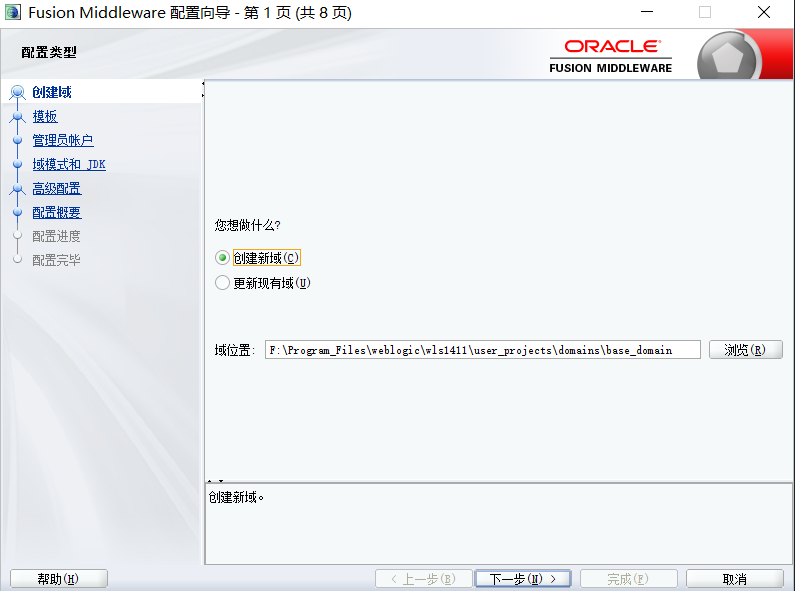 Fusion Middleware 配置向导 - 第 1 页 (共 8 页)
配置类型
ORACLE
FUSION MIDDLEWARE
创建域
模板
管理员帐户
域模式和 JDK
高级配置
配置概要
配置进度
配置完毕
您想做什么?
创建新域(C)
更新现有域(U)
域位置: F:\Program_Files\weblogic\wls1411\user_projects\domains\base_domain 浏览(R)
创建新域。
帮助(H) < 上一步(B) 下一步(N) > 完成(F) 取消